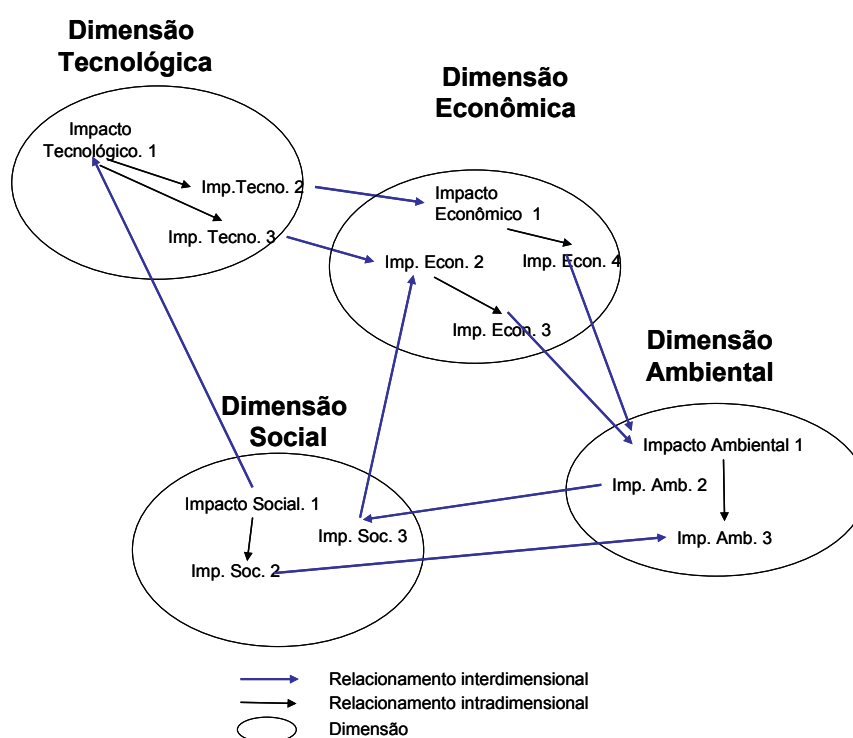 Dimensão
Tecnológica
Dimensão
Econômica
Impacto
Tecnológico. 1
Imp.Tecno. 2
Imp. Tecno. 3
Impacto
Econômico  1
Imp. Econ. 2
Imp. Econ. 4
Imp. Econ. 3
Dimensão
Ambiental
Dimensão
Social
Impacto Ambiental 1
Imp. Amb. 2
Imp. Amb. 3
Impacto Social. 1
Imp. Soc. 3
Imp. Soc. 2
Relacionamento interdimensional
Relacionamento intradimensional
Dimensão